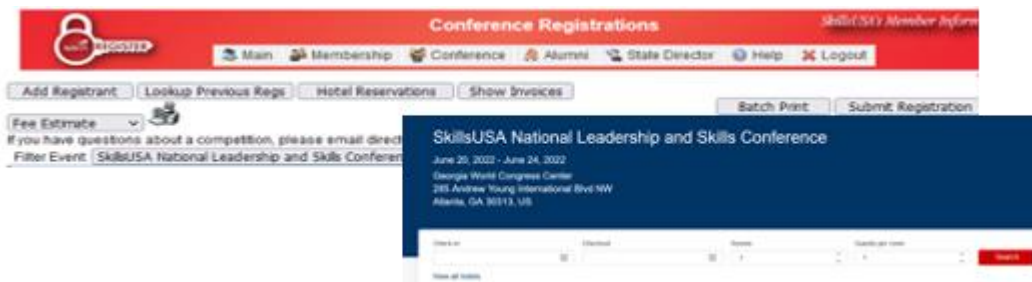 Conference Registrations
SkillsUSA's Member Inform
REGISTER
Main Membership Conference Alumni State Director Help Logout
Add Registrant Lookup Previous Regs Hotel Reservations Show Invoices
Batch Print Submit Registration
Fee Estimate
If you have questions about a competition, please email direct
Filter Event SkillsUSA National Leadership and Skills Conferen
SkillsUSA National Leadership and Skills Conference
June 20, 2022 - June 24, 2022
Georgia World Congress Center
285 Andrew Young International Blvd NW
Atlanta, GA 30313, US
Check-in Checkout Rooms Guests per room
1 1 Search
View all hotels